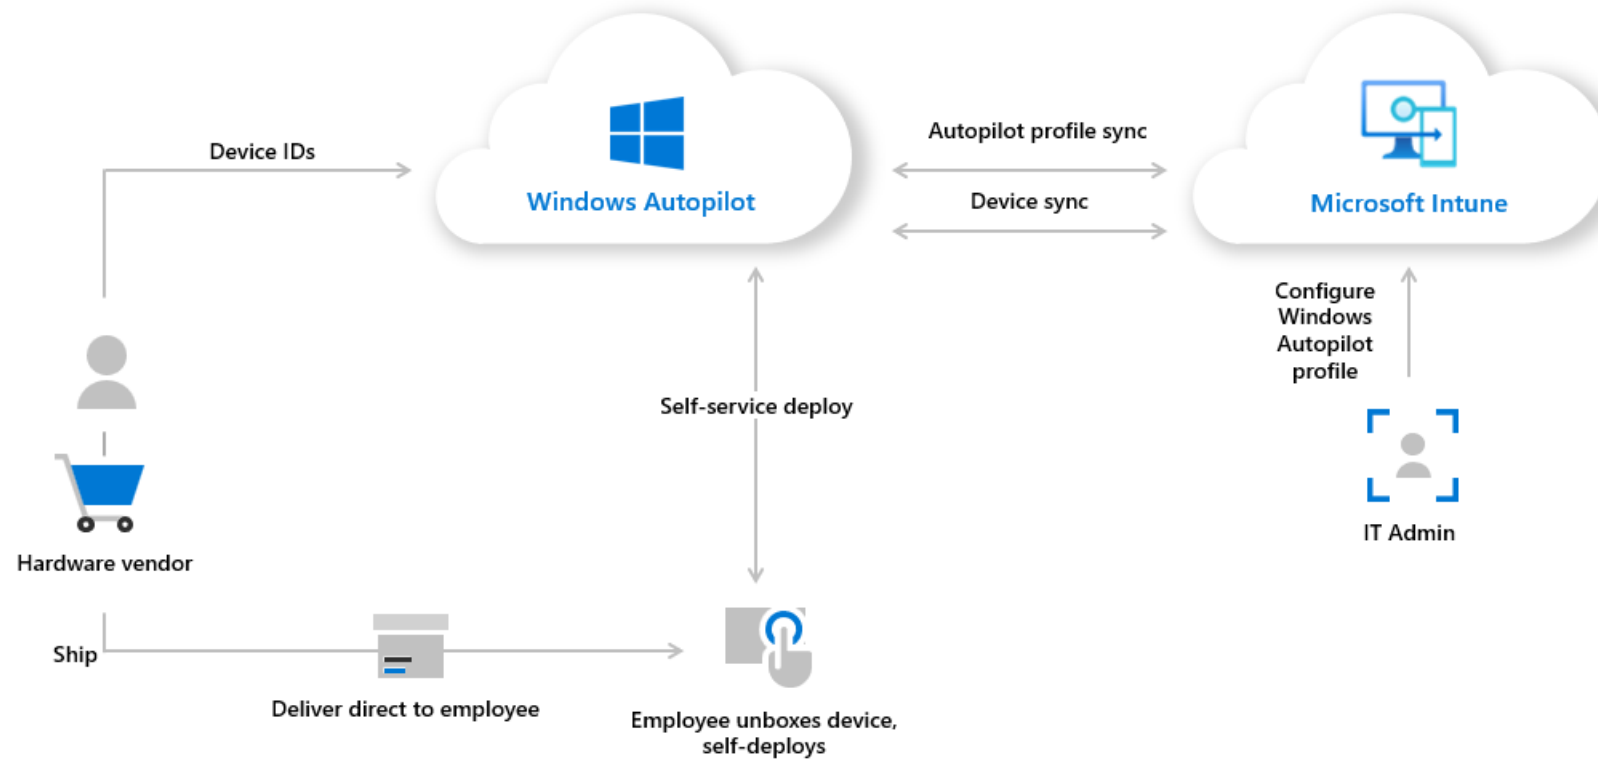 Device IDs
Windows Autopilot
Autopilot profile sync
Device sync
Microsoft Intune
Configure
Windows
Autopilot
profile
Self-service deploy
IT Admin
Hardware vendor
Ship
Deliver direct to employee
Employee unboxes device,
self-deploys